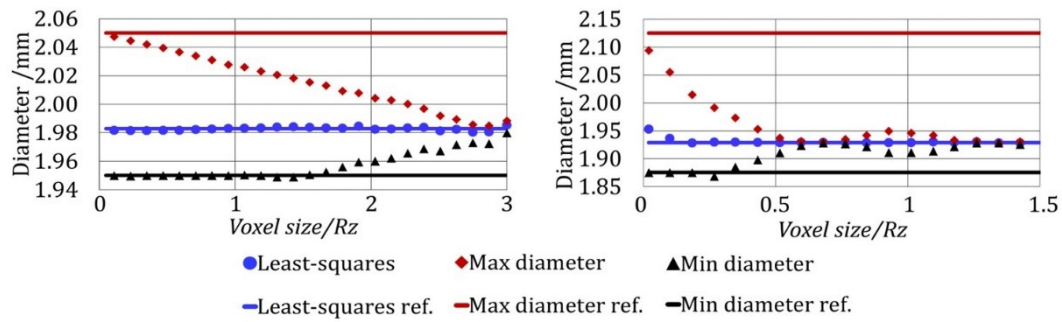 2.06
2.04
2.02
2.00
1.98
1.96
1.94
Diameter /mm
0
1
2
3
Voxel size/Rz
2.15
2.10
2.05
2.00
1.95
1.90
1.85
Diameter /mm
0
0.5
1
1.5
Voxel size/Rz
Least-squares
Max diameter
Min diameter
Least-squares ref.
Max diameter ref.
Min diameter ref.